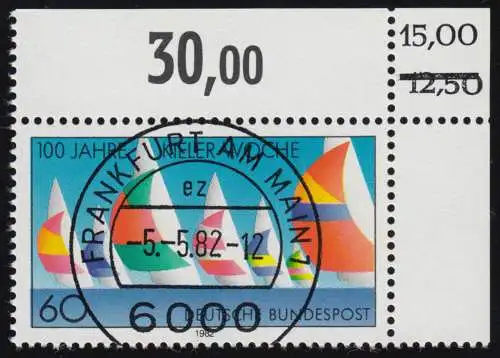 30,00
15,00
12,50
100 JAHRE KIELER WOCHE
FRANKFURT AM MAIN 1
ez
-5.-5.82-12
6000
60
DEUTSCHE BUNDESPOST
1982